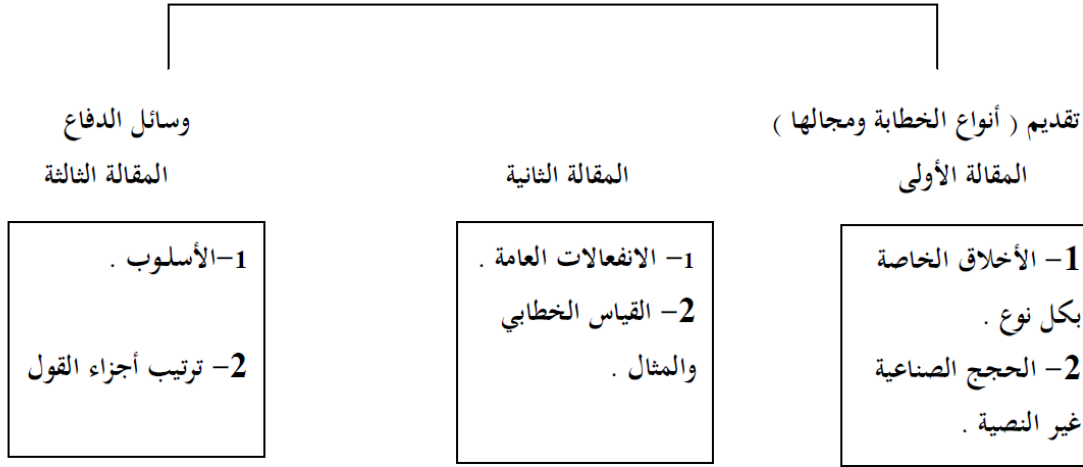 تقديم ( أنواع الخطابة ومجالها )
وسائل الدفاع
المقالة الأولى
المقالة الثانية
المقالة الثالثة
1– الأخلاق الخاصة
بكل نوع .
2– الحجج الصناعية
غير النصية .
1– الانفعالات العامة .
2– القياس الخطابي
والمثال .
1–الأسلوب .
2– ترتيب أجزاء القول